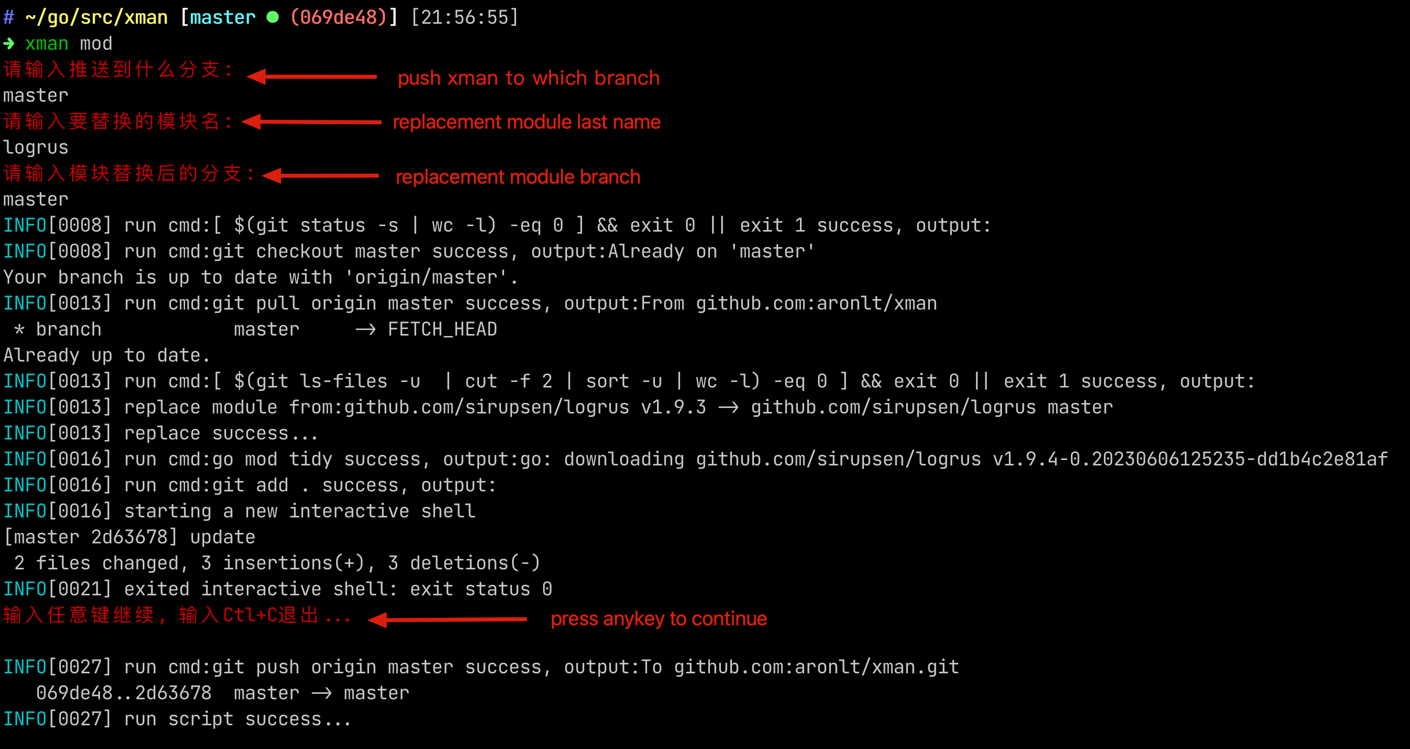 # ~/go/src/xman [master ● (069de48)] [21:56:55]
➜ xman mod
请输入推送到什么分支: push xman to which branch
master
请输入要替换的模块名: replacement module last name
logrus
请输入模块替换后的分支: replacement module branch
master
INFO[0008] run cmd:[ $(git status -s | wc -l) -eq 0 ] && exit 0 || exit 1 success, output:
INFO[0008] run cmd:git checkout master success, output:Already on 'master'
Your branch is up to date with 'origin/master'.
INFO[0013] run cmd:git pull origin master success, output:From github.com:aronlt/xman
 * branch            master     -> FETCH_HEAD
Already up to date.
INFO[0013] run cmd:[ $(git ls-files -u  | cut -f 2 | sort -u | wc -l) -eq 0 ] && exit 0 || exit 1 success, output:
INFO[0013] replace module from:github.com/sirupsen/logrus v1.9.3 -> github.com/sirupsen/logrus master
INFO[0013] replace success...
INFO[0016] run cmd:go mod tidy success, output:go: downloading github.com/sirupsen/logrus v1.9.4-0.20230606125235-dd1b4c2e81af
INFO[0016] run cmd:git add . success, output:
INFO[0016] starting a new interactive shell
[master 2d63678] update
 2 files changed, 3 insertions(+), 3 deletions(-)
INFO[0021] exited interactive shell: exit status 0
输入任意键继续, 输入Ctl+C退出... press anykey to continue
INFO[0027] run cmd:git push origin master success, output:To github.com:aronlt/xman.git
   069de48..2d63678  master -> master
INFO[0027] run script success...